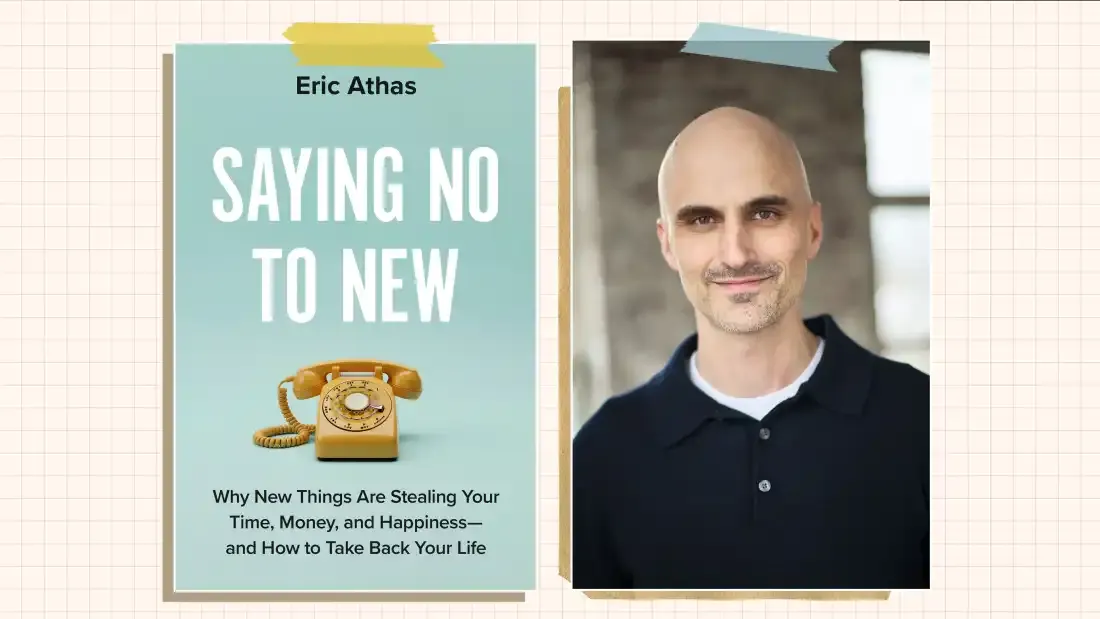 Eric Athas
SAYING NO
TO NEW
Why New Things Are Stealing Your
Time, Money, and Happiness—
and How to Take Back Your Life